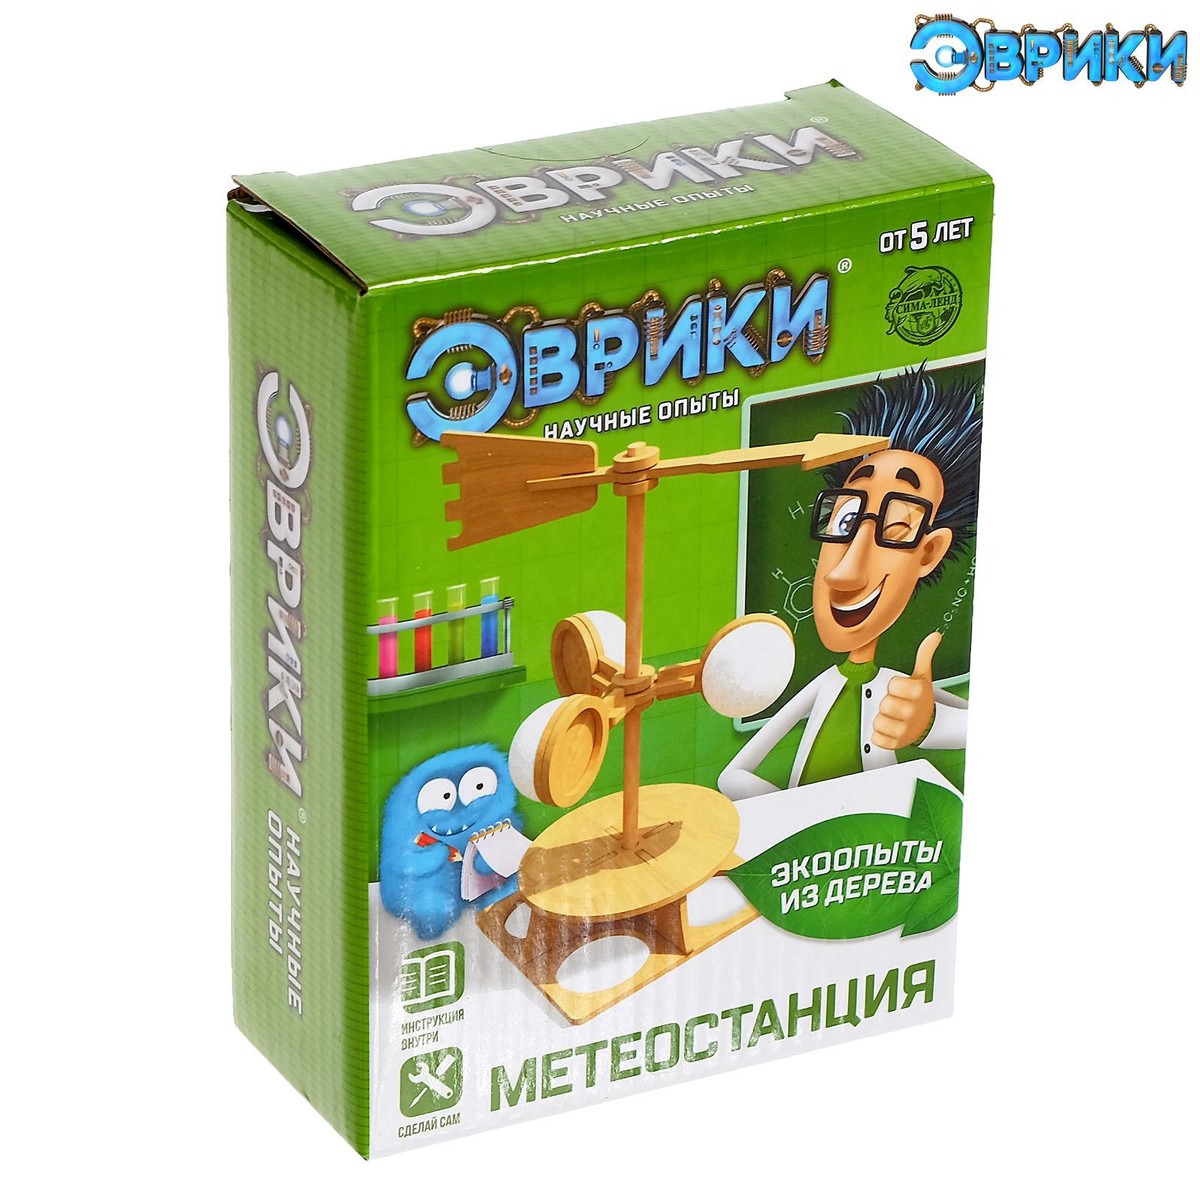 ЭВРИКИ
ЭВРИКИ®
НАУЧНЫЕ ОПЫТЫ
ОТ 5 ЛЕТ
СИМА-ЛЕНД
ЭВРИКИ®
НАУЧНЫЕ ОПЫТЫ
ЭВРИКИ®
НАУЧНЫЕ
ОПЫТЫ
ЭКООПЫТЫ
ИЗ ДЕРЕВА
ИНСТРУКЦИЯ
ВНУТРИ
СДЕЛАЙ САМ
МЕТЕОСТАНЦИЯ